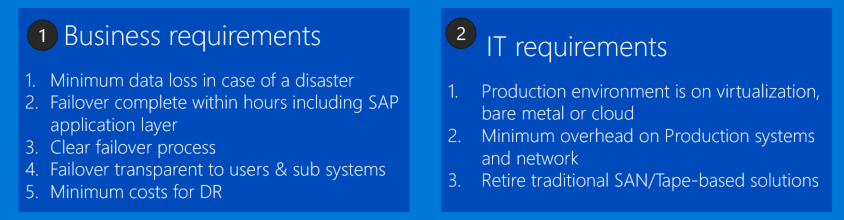 1 Business requirements
1. Minimum data loss in case of a disaster
2. Failover complete within hours including SAP
application layer
3. Clear failover process
4. Failover transparent to users & sub systems
5. Minimum costs for DR
2 IT requirements
1. Production environment is on virtualization,
bare metal or cloud
2. Minimum overhead on Production systems
and network
3. Retire traditional SAN/Tape-based solutions